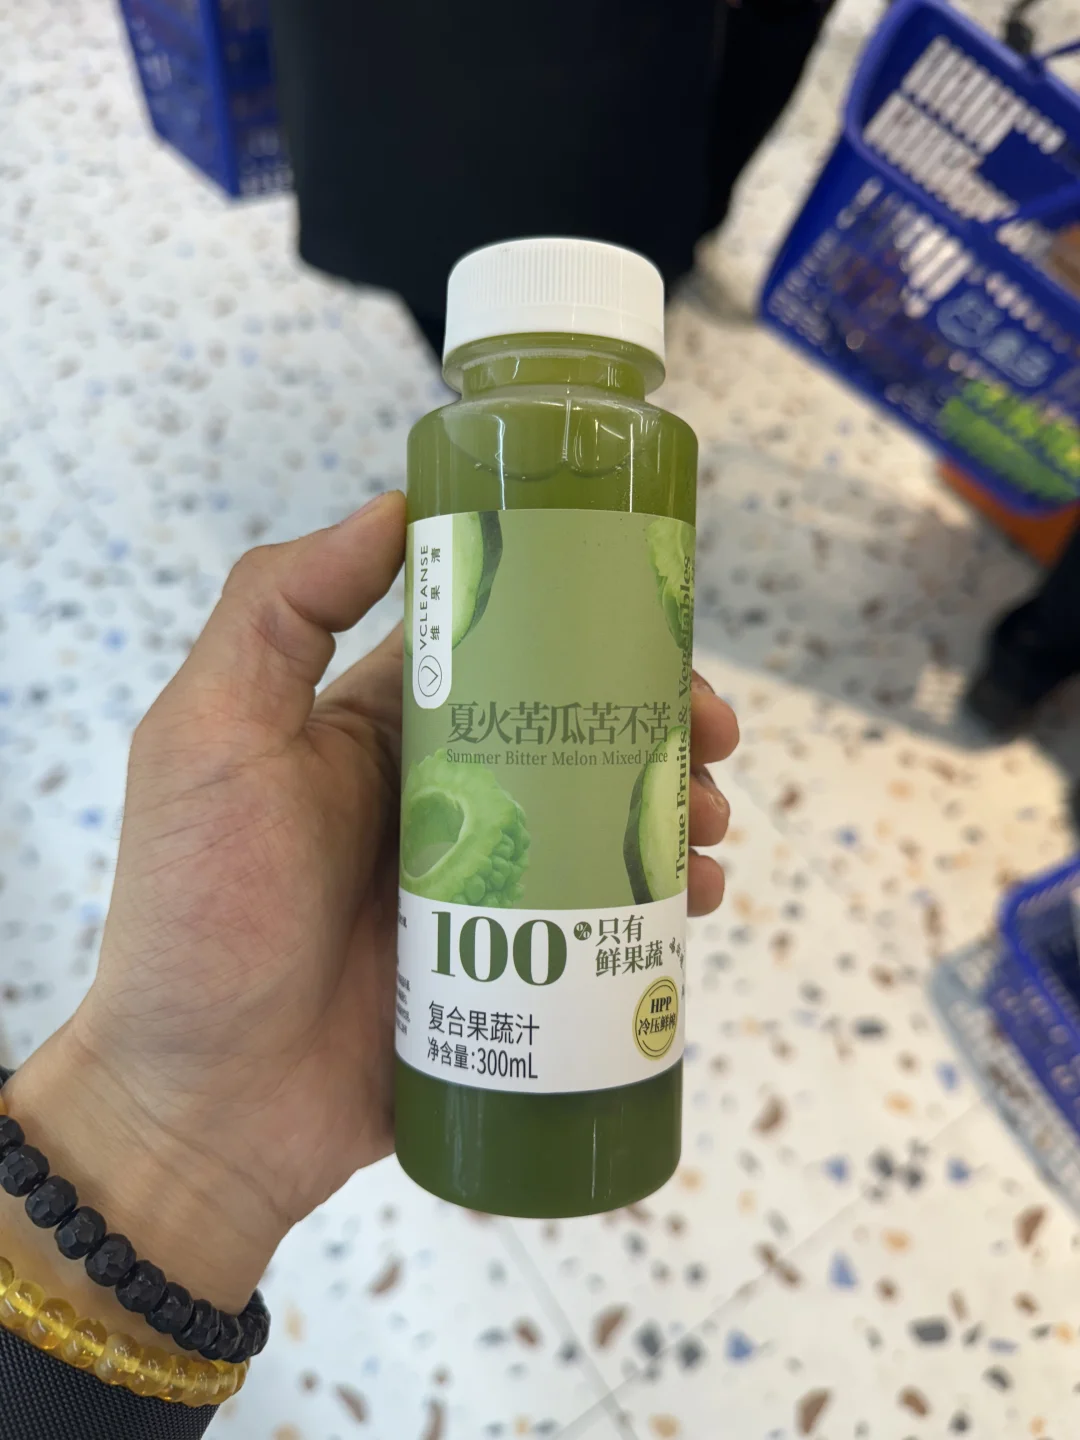 VCLEANSE
维果清
夏火苦瓜苦不苦
Summer Bitter Melon Mixed Juice
True Fruits & Vegetables
100%
只有
鲜果蔬
复合果蔬汁
净含量:300mL
HPP
冷压鲜榨